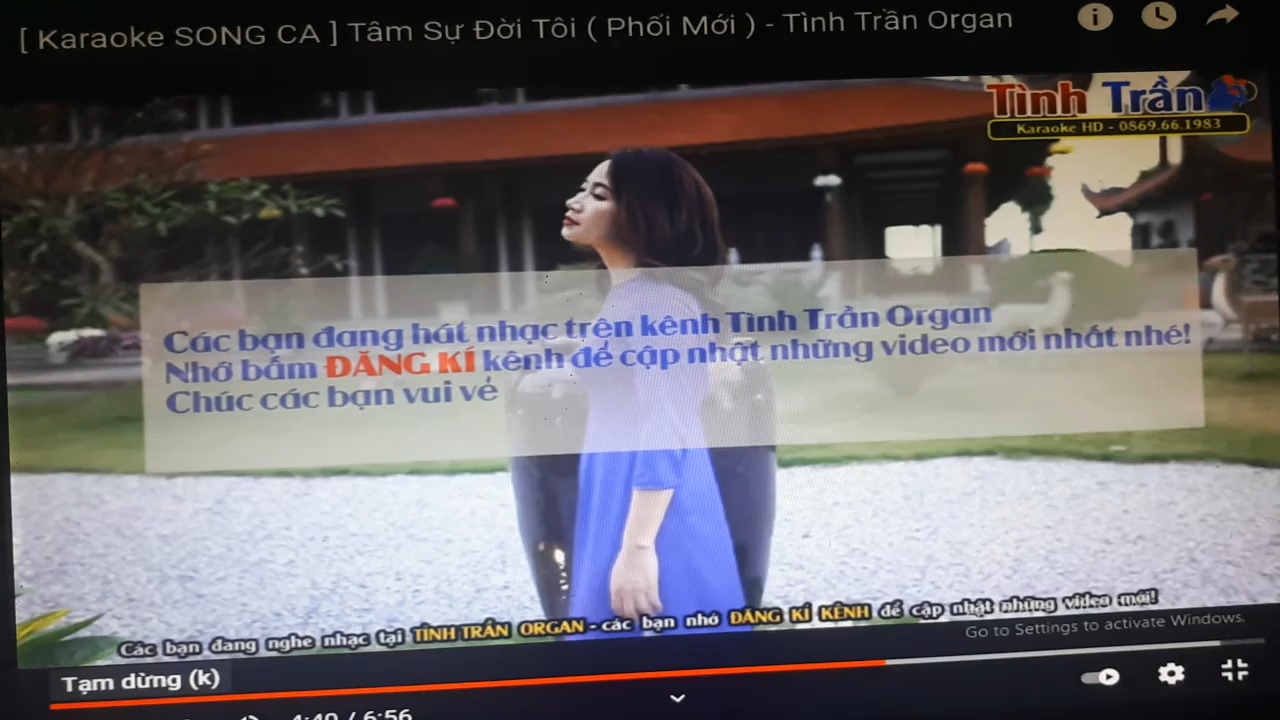 [ Karaoke SONG CA ] Tâm Sự Đời Tôi ( Phối Mới ) - Tình Trần Organ
Tình Trần
Karaoke HD - 0869.66.1983
Các bạn đang hát nhạc trên kênh Tình Trần Organ
Nhớ bấm ĐĂNG KÍ kênh để cập nhật những video mới nhất nhé!
Chúc các bạn vui vẻ
Các bạn đang nghe nhạc tại TÌNH TRẦN ORGAN - các bạn nhớ ĐĂNG KÍ KÊNH để cập nhật những video mới!
Go to Settings to activate Windows.
Tạm dừng (k)
4:40 / 6:56